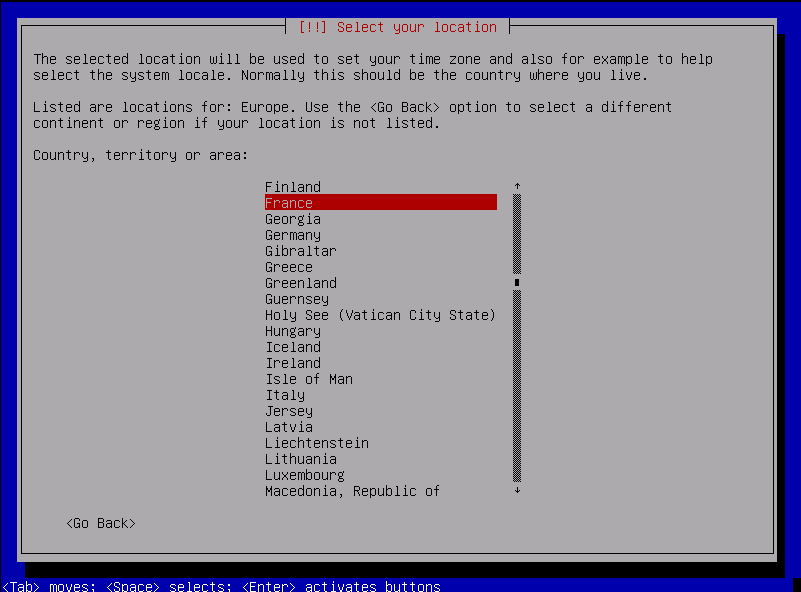 [!!] Select your location
The selected location will be used to set your time zone and also for example to help
select the system locale. Normally this should be the country where you live.
Listed are locations for: Europe. Use the <Go Back> option to select a different
continent or region if your location is not listed.
Country, territory or area:
Finland
France
Georgia
Germany
Gibraltar
Greece
Greenland
Guernsey
Holy See (Vatican City State)
Hungary
Iceland
Ireland
Isle of Man
Italy
Jersey
Latvia
Liechtenstein
Lithuania
Luxembourg
Macedonia, Republic of
<Go Back>
<Tab> moves; <Space> selects; <Enter> activates buttons